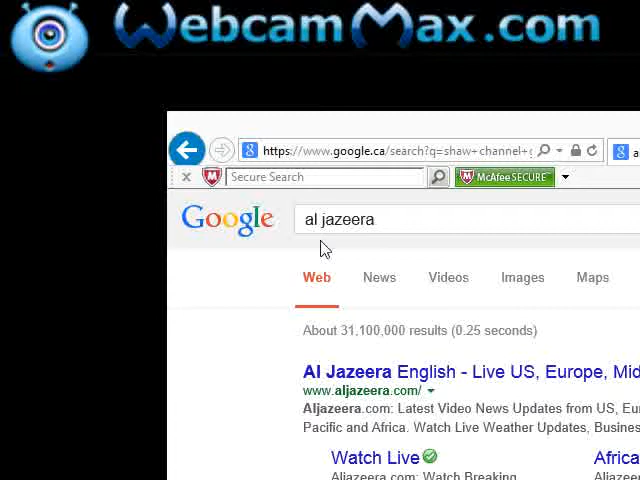 WebcamMax.com
https://www.google.ca/search?q=shaw+channel+
Secure Search
McAfee SECURE
Google
al jazeera
Web News Videos Images Maps
About 31,100,000 results (0.25 seconds)
Al Jazeera English - Live US, Europe, Mid
www.aljazeera.com/
Aljazeera.com: Latest Video News Updates from US, Eu
Pacific and Africa. Watch Live Weather Updates, Busines
Watch Live Africa
Aljazeera.com: Watch Breaking Aljazee